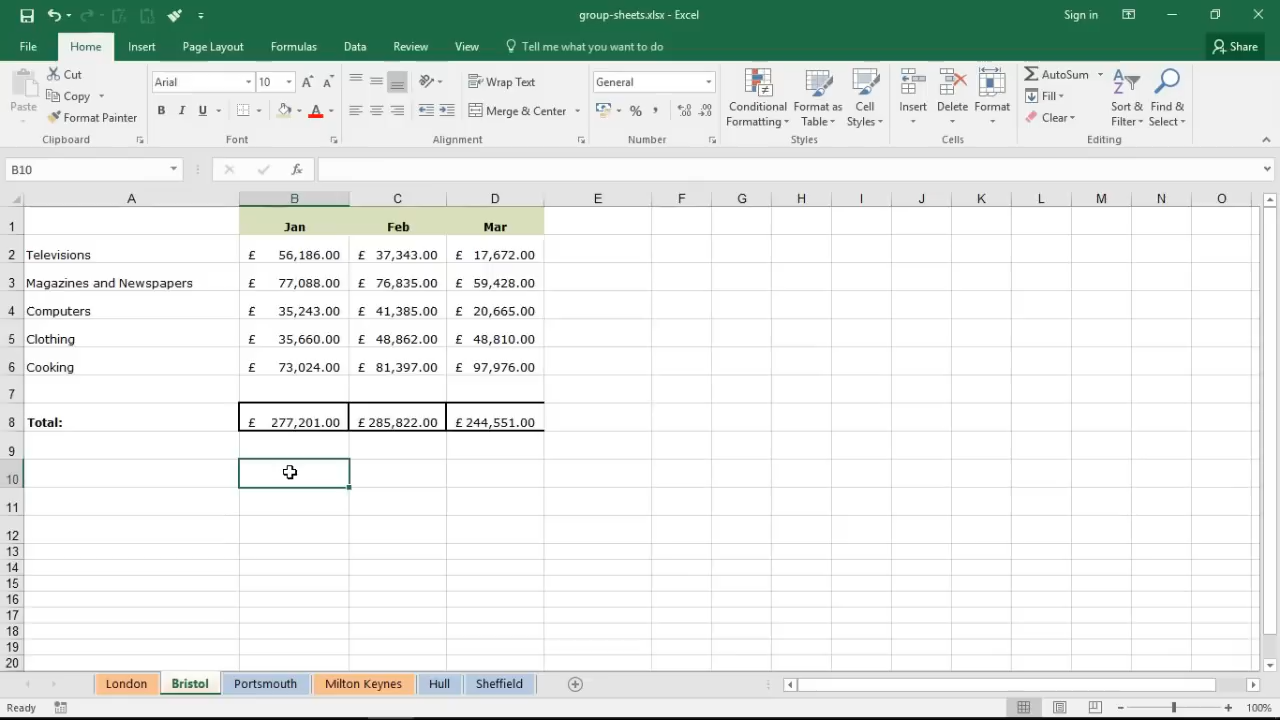 group-sheets.xlsx - Excel
Sign in
File Home Insert Page Layout Formulas Data Review View Tell me what you want to do Share
Paste
Cut
Copy
Format Painter
Clipboard
Arial 10
B I U A
Font
Wrap Text
Merge & Center
Alignment
General
%
Number
Conditional Formatting
Format as Table
Cell Styles
Styles
Insert Delete Format
Cells
AutoSum
Fill
Clear
Sort & Filter
Find & Select
Editing
B10 fx
A B C D E F G H I J K L M N O
1 Jan Feb Mar
2 Televisions £ 56,186.00 £ 37,343.00 £ 17,672.00
3 Magazines and Newspapers £ 77,088.00 £ 76,835.00 £ 59,428.00
4 Computers £ 35,243.00 £ 41,385.00 £ 20,665.00
5 Clothing £ 35,660.00 £ 48,862.00 £ 48,810.00
6 Cooking £ 73,024.00 £ 81,397.00 £ 97,976.00
7
8 Total: £ 277,201.00 £ 285,822.00 £ 244,551.00
9
10
11
12
13
14
15
16
17
18
19
20
London Bristol Portsmouth Milton Keynes Hull Sheffield
Ready 100%